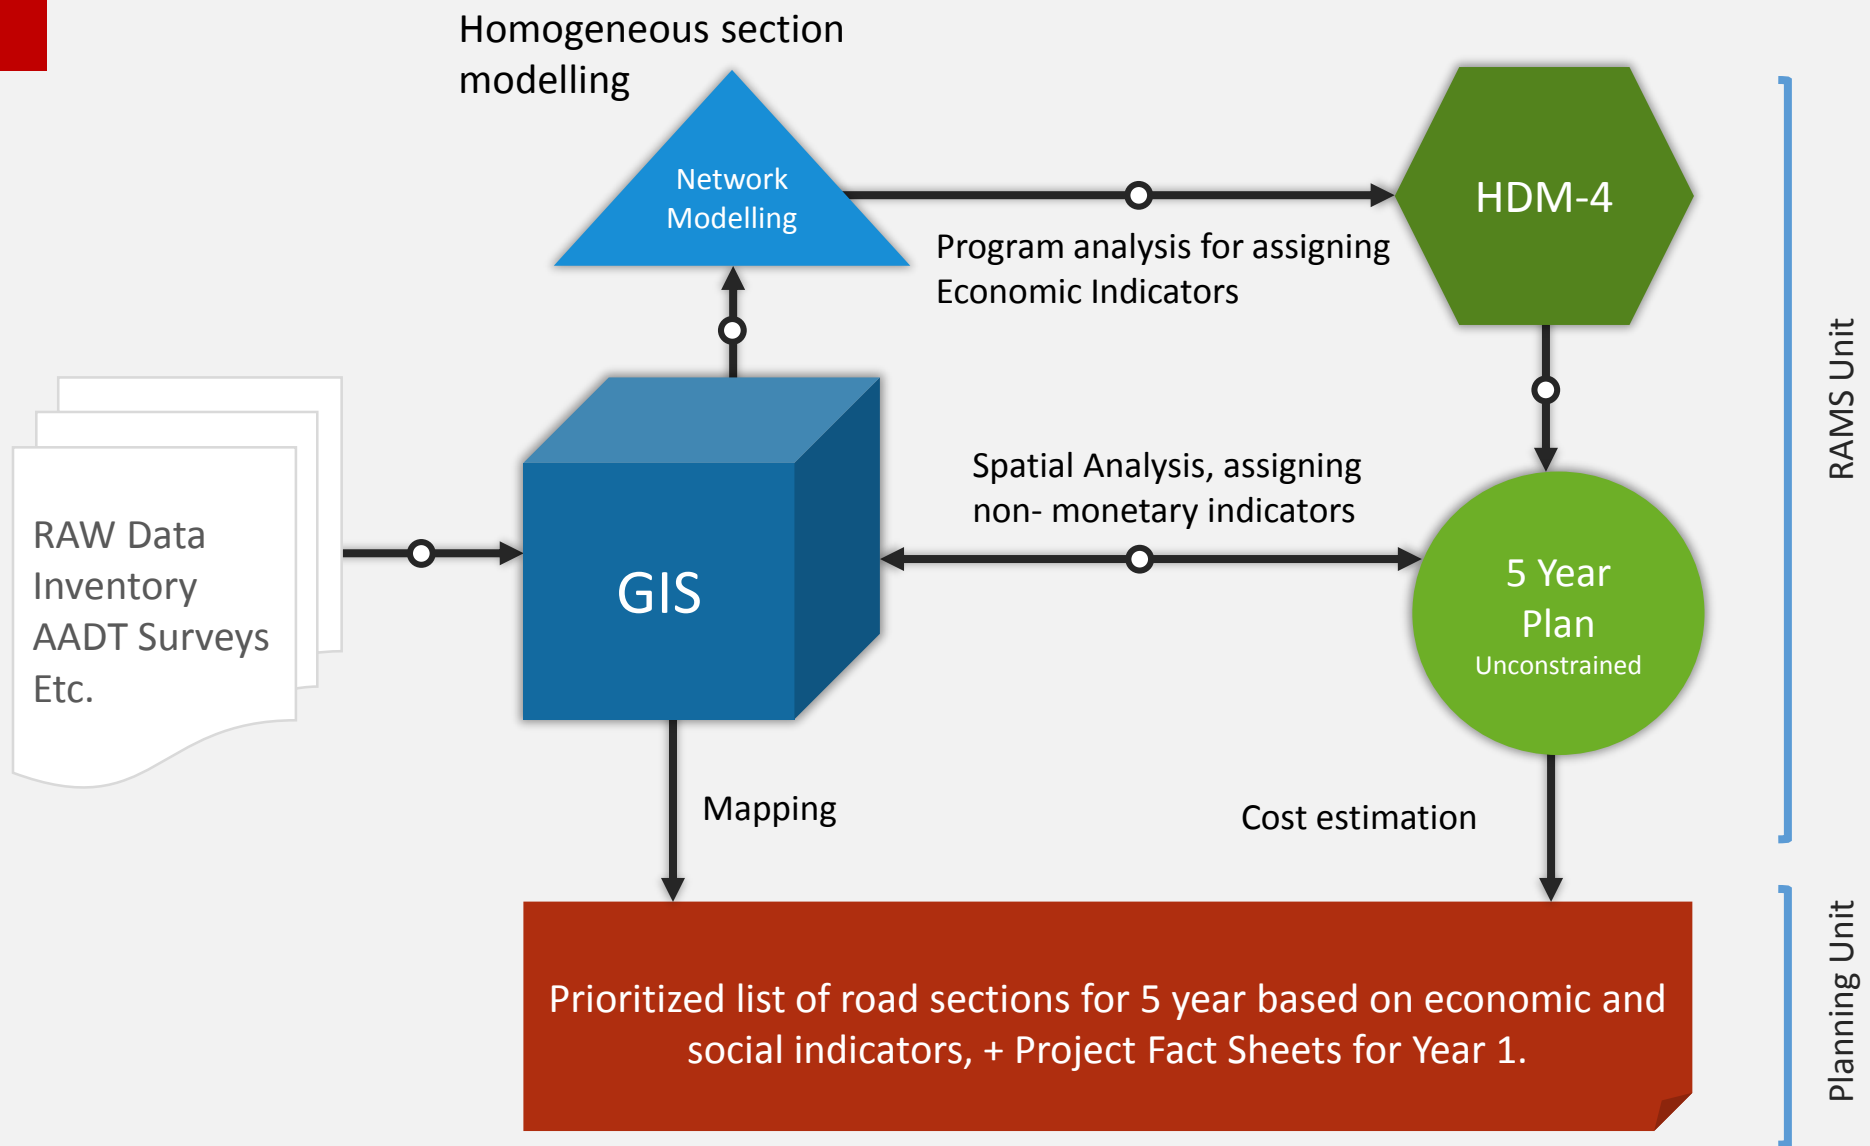 Homogeneous section
modelling
Network
Modelling
HDM-4
Program analysis for assigning
Economic Indicators
RAMS Unit
Spatial Analysis, assigning
non- monetary indicators
RAW Data
Inventory
AADT Surveys
Etc.
GIS
5 Year
Plan
Unconstrained
Mapping
Cost estimation
Prioritized list of road sections for 5 year based on economic and
social indicators, + Project Fact Sheets for Year 1.
Planning Unit